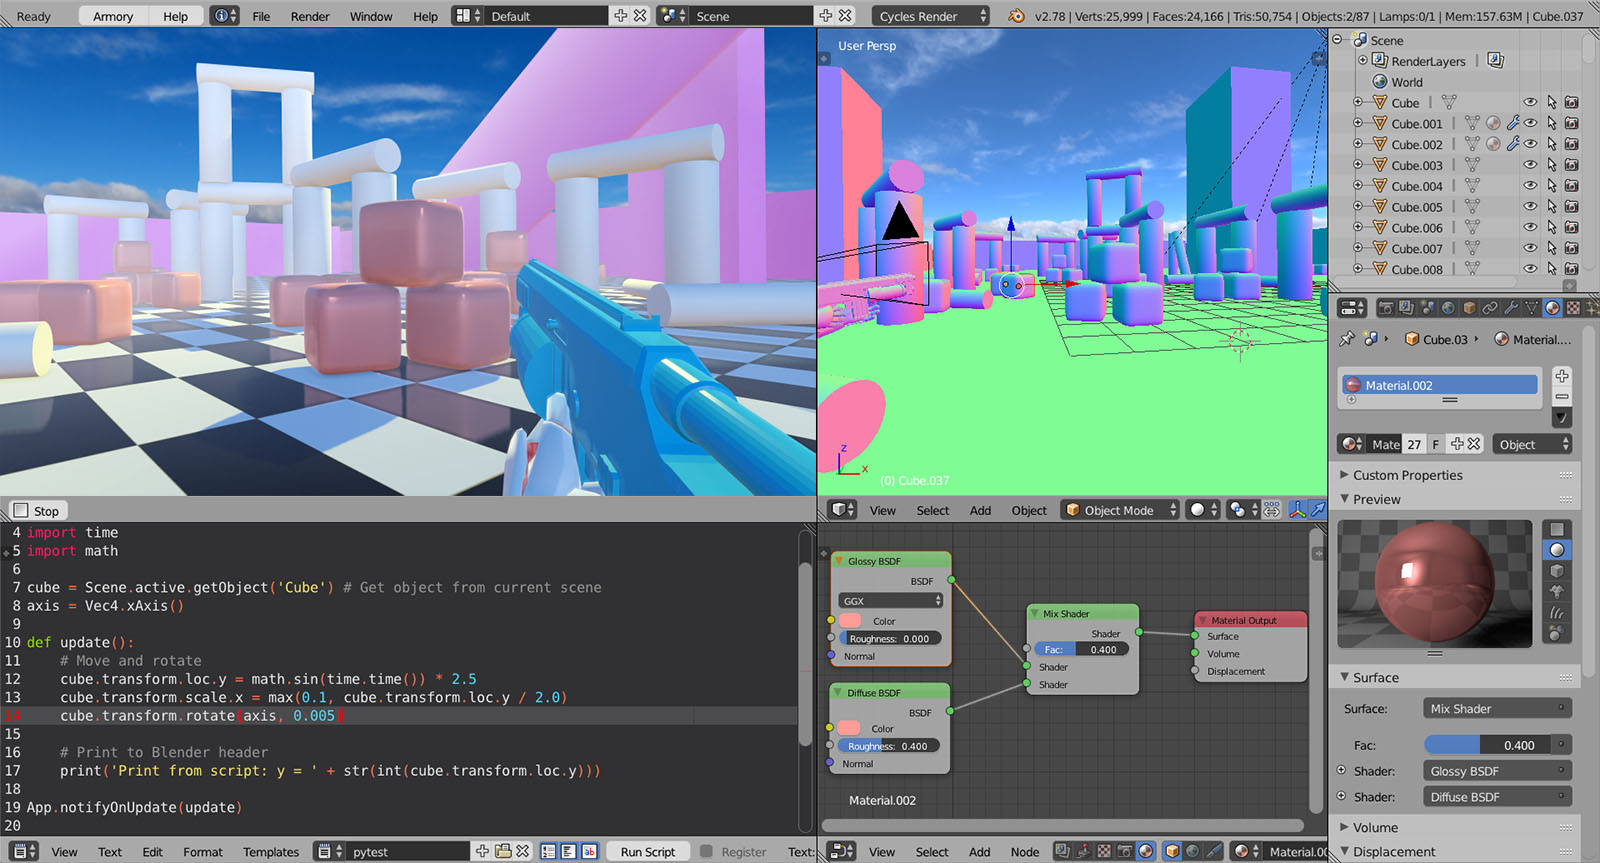 Ready Armory Help File Render Window Help Default Scene Cycles Render v2.78 | Verts:25,999 | Faces:24,166 | Tris:50,754 | Objects:2/87 | Lamps:0/1 | Mem:157.63M | Cube.037
User Persp
(0) Cube.037
z
x
View Select Add Object Object Mode
Scene
RenderLayers
World
Cube
Cube.001
Cube.002
Cube.003
Cube.004
Cube.005
Cube.006
Cube.007
Cube.008
Cube.03 Material....
Material.002
Mate 27 F Object
Custom Properties
Preview
Surface
Surface: Mix Shader
Fac: 0.400
Shader: Glossy BSDF
Shader: Diffuse BSDF
Volume
Displacement
Stop
4 import time
5 import math
6
7 cube = Scene.active.getObject('Cube') # Get object from current scene
8 axis = Vec4.xAxis()
9
10 def update():
11 # Move and rotate
12 cube.transform.loc.y = math.sin(time.time()) * 2.5
13 cube.transform.scale.x = max(0.1, cube.transform.loc.y / 2.0)
14 cube.transform.rotate(axis, 0.005)
15
16 # Print to Blender header
17 print('Print from script: y = ' + str(int(cube.transform.loc.y)))
18
19 App.notifyOnUpdate(update)
20
View Text Edit Format Templates pytest Run Script Register Text:
Glossy BSDF
BSDF
GGX
Color
Roughness: 0.000
Normal
Diffuse BSDF
BSDF
Color
Roughness: 0.400
Normal
Mix Shader
Shader
Fac: 0.400
Shader
Shader
Material Output
Surface
Volume
Displacement
Material.002
View Select Add Node Material.00